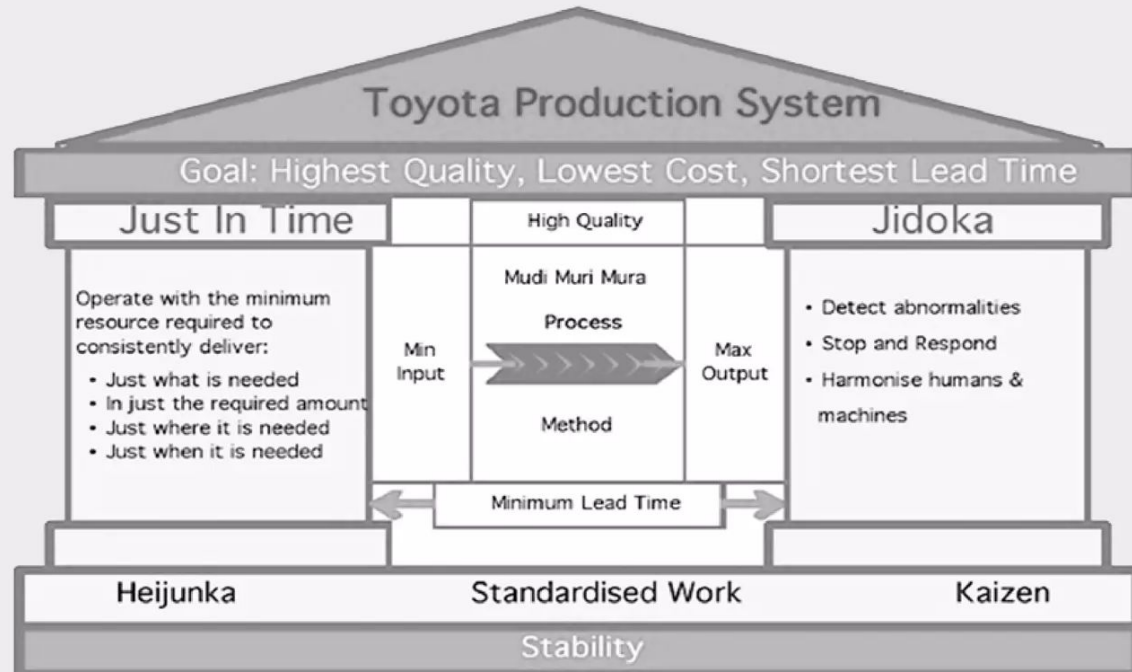 Toyota Production System
Goal: Highest Quality, Lowest Cost, Shortest Lead Time
Just In Time
Operate with the minimum
resource required to
consistently deliver:
• Just what is needed
• In just the required amount
• Just where it is needed
• Just when it is needed
Min
Input
High Quality
Mudi Muri Mura
Process
Method
Max
Output
Minimum Lead Time
Jidoka
• Detect abnormalities
• Stop and Respond
• Harmonise humans &
machines
Heijunka
Standardised Work
Kaizen
Stability